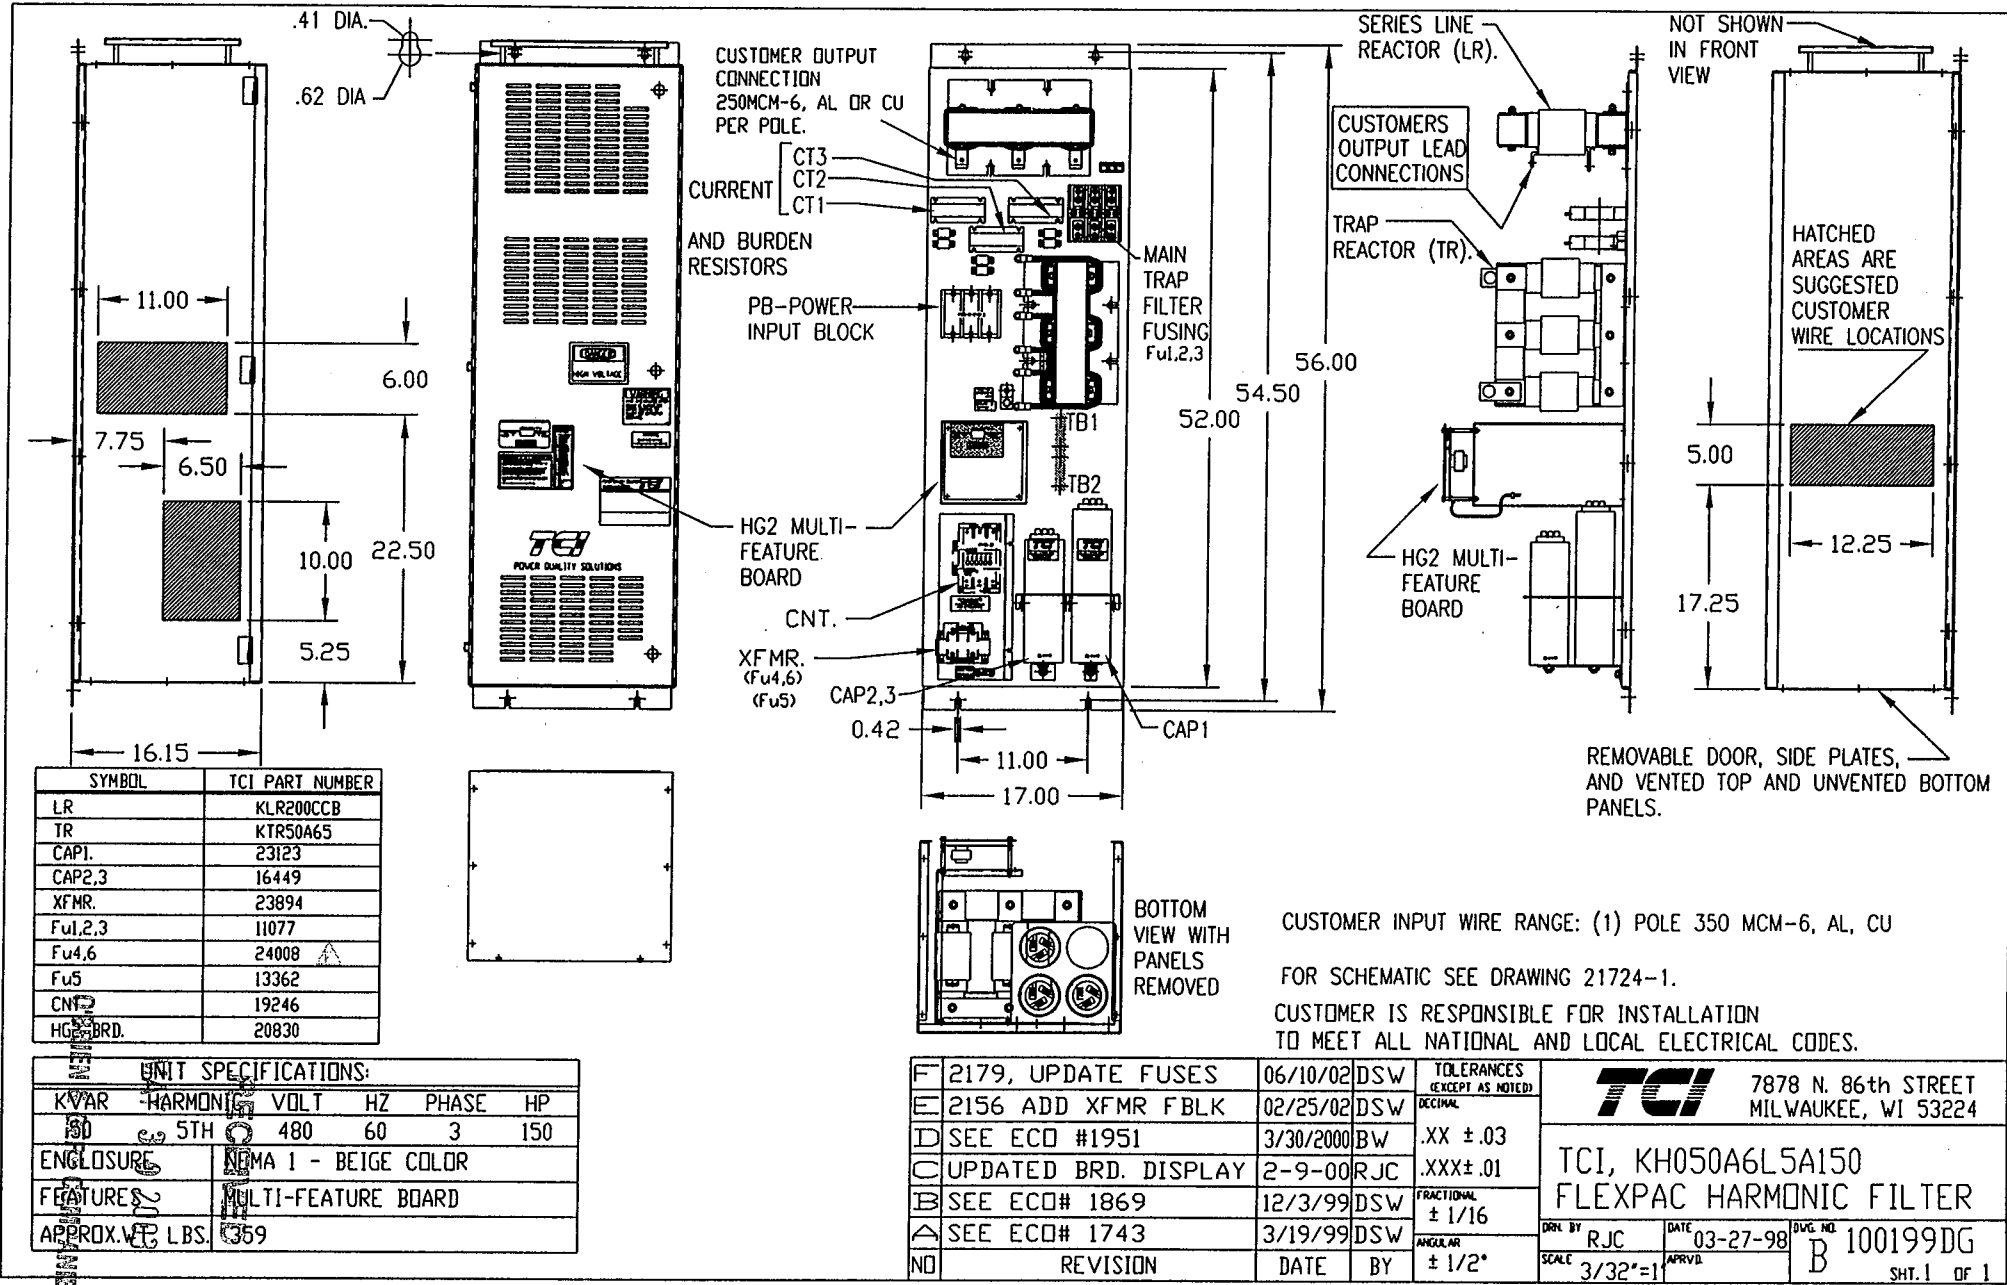 .41 DIA.
.62 DIA
11.00
6.00
7.75
6.50
10.00
22.50
5.25
16.15
HIGH VOLTAGE
TCI
POWER QUALITY SOLUTIONS
CUSTOMER OUTPUT
CONNECTION
250MCM-6, AL OR CU
PER POLE.
CURRENT
CT3
CT2
CT1
AND BURDEN
RESISTORS
PB-POWER
INPUT BLOCK
HG2 MULTI-
FEATURE
BOARD
CNT.
XFMR.
(Fu4,6)
(Fu5)
CAP2,3
0.42
11.00
17.00
CAP1
MAIN
TRAP
FILTER
FUSING
Fu1,2,3
TB1
TB2
52.00
54.50
56.00
SERIES LINE
REACTOR (LR).
CUSTOMERS
OUTPUT LEAD
CONNECTIONS
TRAP
REACTOR (TR).
HG2 MULTI-
FEATURE
BOARD
NOT SHOWN
IN FRONT
VIEW
HATCHED
AREAS ARE
SUGGESTED
CUSTOMER
WIRE LOCATIONS
5.00
12.25
17.25
REMOVABLE DOOR, SIDE PLATES,
AND VENTED TOP AND UNVENTED BOTTOM
PANELS.
SYMBOL TCI PART NUMBER
LR KLR200CCB
TR KTR50A65
CAP1. 23123
CAP2,3 16449
XFMR. 23894
Fu1,2,3 11077
Fu4,6 24008
Fu5 13362
CNT 19246
HG2 BRD. 20830
BOTTOM
VIEW WITH
PANELS
REMOVED
CUSTOMER INPUT WIRE RANGE: (1) POLE 350 MCM-6, AL, CU
FOR SCHEMATIC SEE DRAWING 21724-1.
CUSTOMER IS RESPONSIBLE FOR INSTALLATION
TO MEET ALL NATIONAL AND LOCAL ELECTRICAL CODES.
UNIT SPECIFICATIONS:
KVAR HARMONIC VOLT HZ PHASE HP
5TH 480 60 3 150
ENCLOSURE NEMA 1 - BEIGE COLOR
FEATURES MULTI-FEATURE BOARD
APPROX.WT. LBS. 359
RECEIVED
F 2179, UPDATE FUSES 06/10/02 DSW
E 2156 ADD XFMR FBLK 02/25/02 DSW
D SEE ECO #1951 3/30/2000 BW
C UPDATED BRD. DISPLAY 2-9-00 RJC
B SEE ECO# 1869 12/3/99 DSW
A SEE ECO# 1743 3/19/99 DSW
NO REVISION DATE BY
TOLERANCES
(EXCEPT AS NOTED)
DECIMAL
.XX ±.03
.XXX±.01
FRACTIONAL
± 1/16
ANGULAR
± 1/2°
TCI
7878 N. 86th STREET
MILWAUKEE, WI 53224
TCI, KH050A6L5A150
FLEXPAC HARMONIC FILTER
DRN. BY RJC
DATE 03-27-98
DWG. NO. B 100199DG
SCALE 3/32"=1'
APRVD.
SHT.1 OF 1